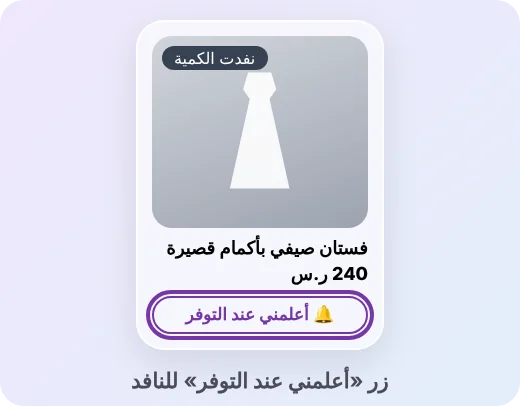 نفدت الكمية
فستان صيفي بأكمام قصيرة
240 ر.س
🔔 أعلمني عند التوفر
زر «أعلمني عند التوفر» للنافد